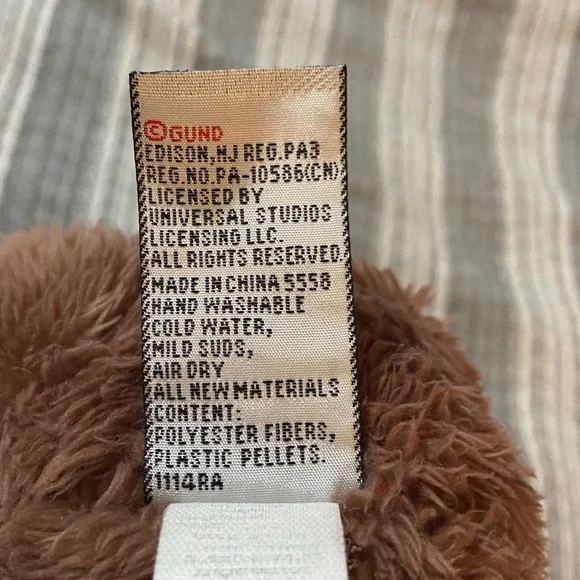 ©GUND
EDISON, NJ REG.PA3
REG.NO.PA-10586(CN)
LICENSED BY
UNIVERSAL STUDIOS
LICENSING LLC.
ALL RIGHTS RESERVED.
MADE IN CHINA 5558
HAND WASHABLE
COLD WATER,
MILD SUDS,
AIR DRY
ALL NEW MATERIALS
CONTENT:
POLYESTER FIBERS,
PLASTIC PELLETS.
1114RA